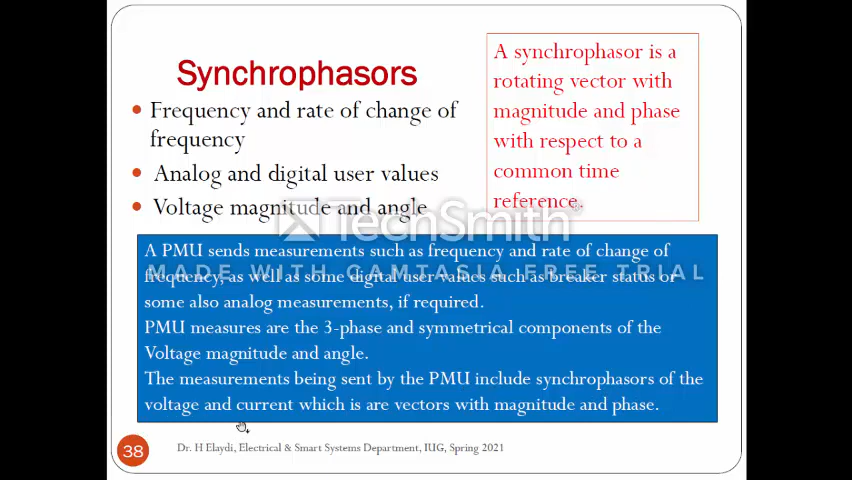 Synchrophasors
Frequency and rate of change of
frequency
Analog and digital user values
Voltage magnitude and angle
A synchrophasor is a
rotating vector with
magnitude and phase
with respect to a
common time
reference.
TechSmith
MADE WITH CAMTASIA FREE TRIAL
A PMU sends measurements such as frequency and rate of change of
frequency, as well as some digital user values such as breaker status or
some also analog measurements, if required.
PMU measures are the 3-phase and symmetrical components of the
Voltage magnitude and angle.
The measurements being sent by the PMU include synchrophasors of the
voltage and current which is are vectors with magnitude and phase.
38
Dr. H Elaydi, Electrical & Smart Systems Department, IUG, Spring 2021